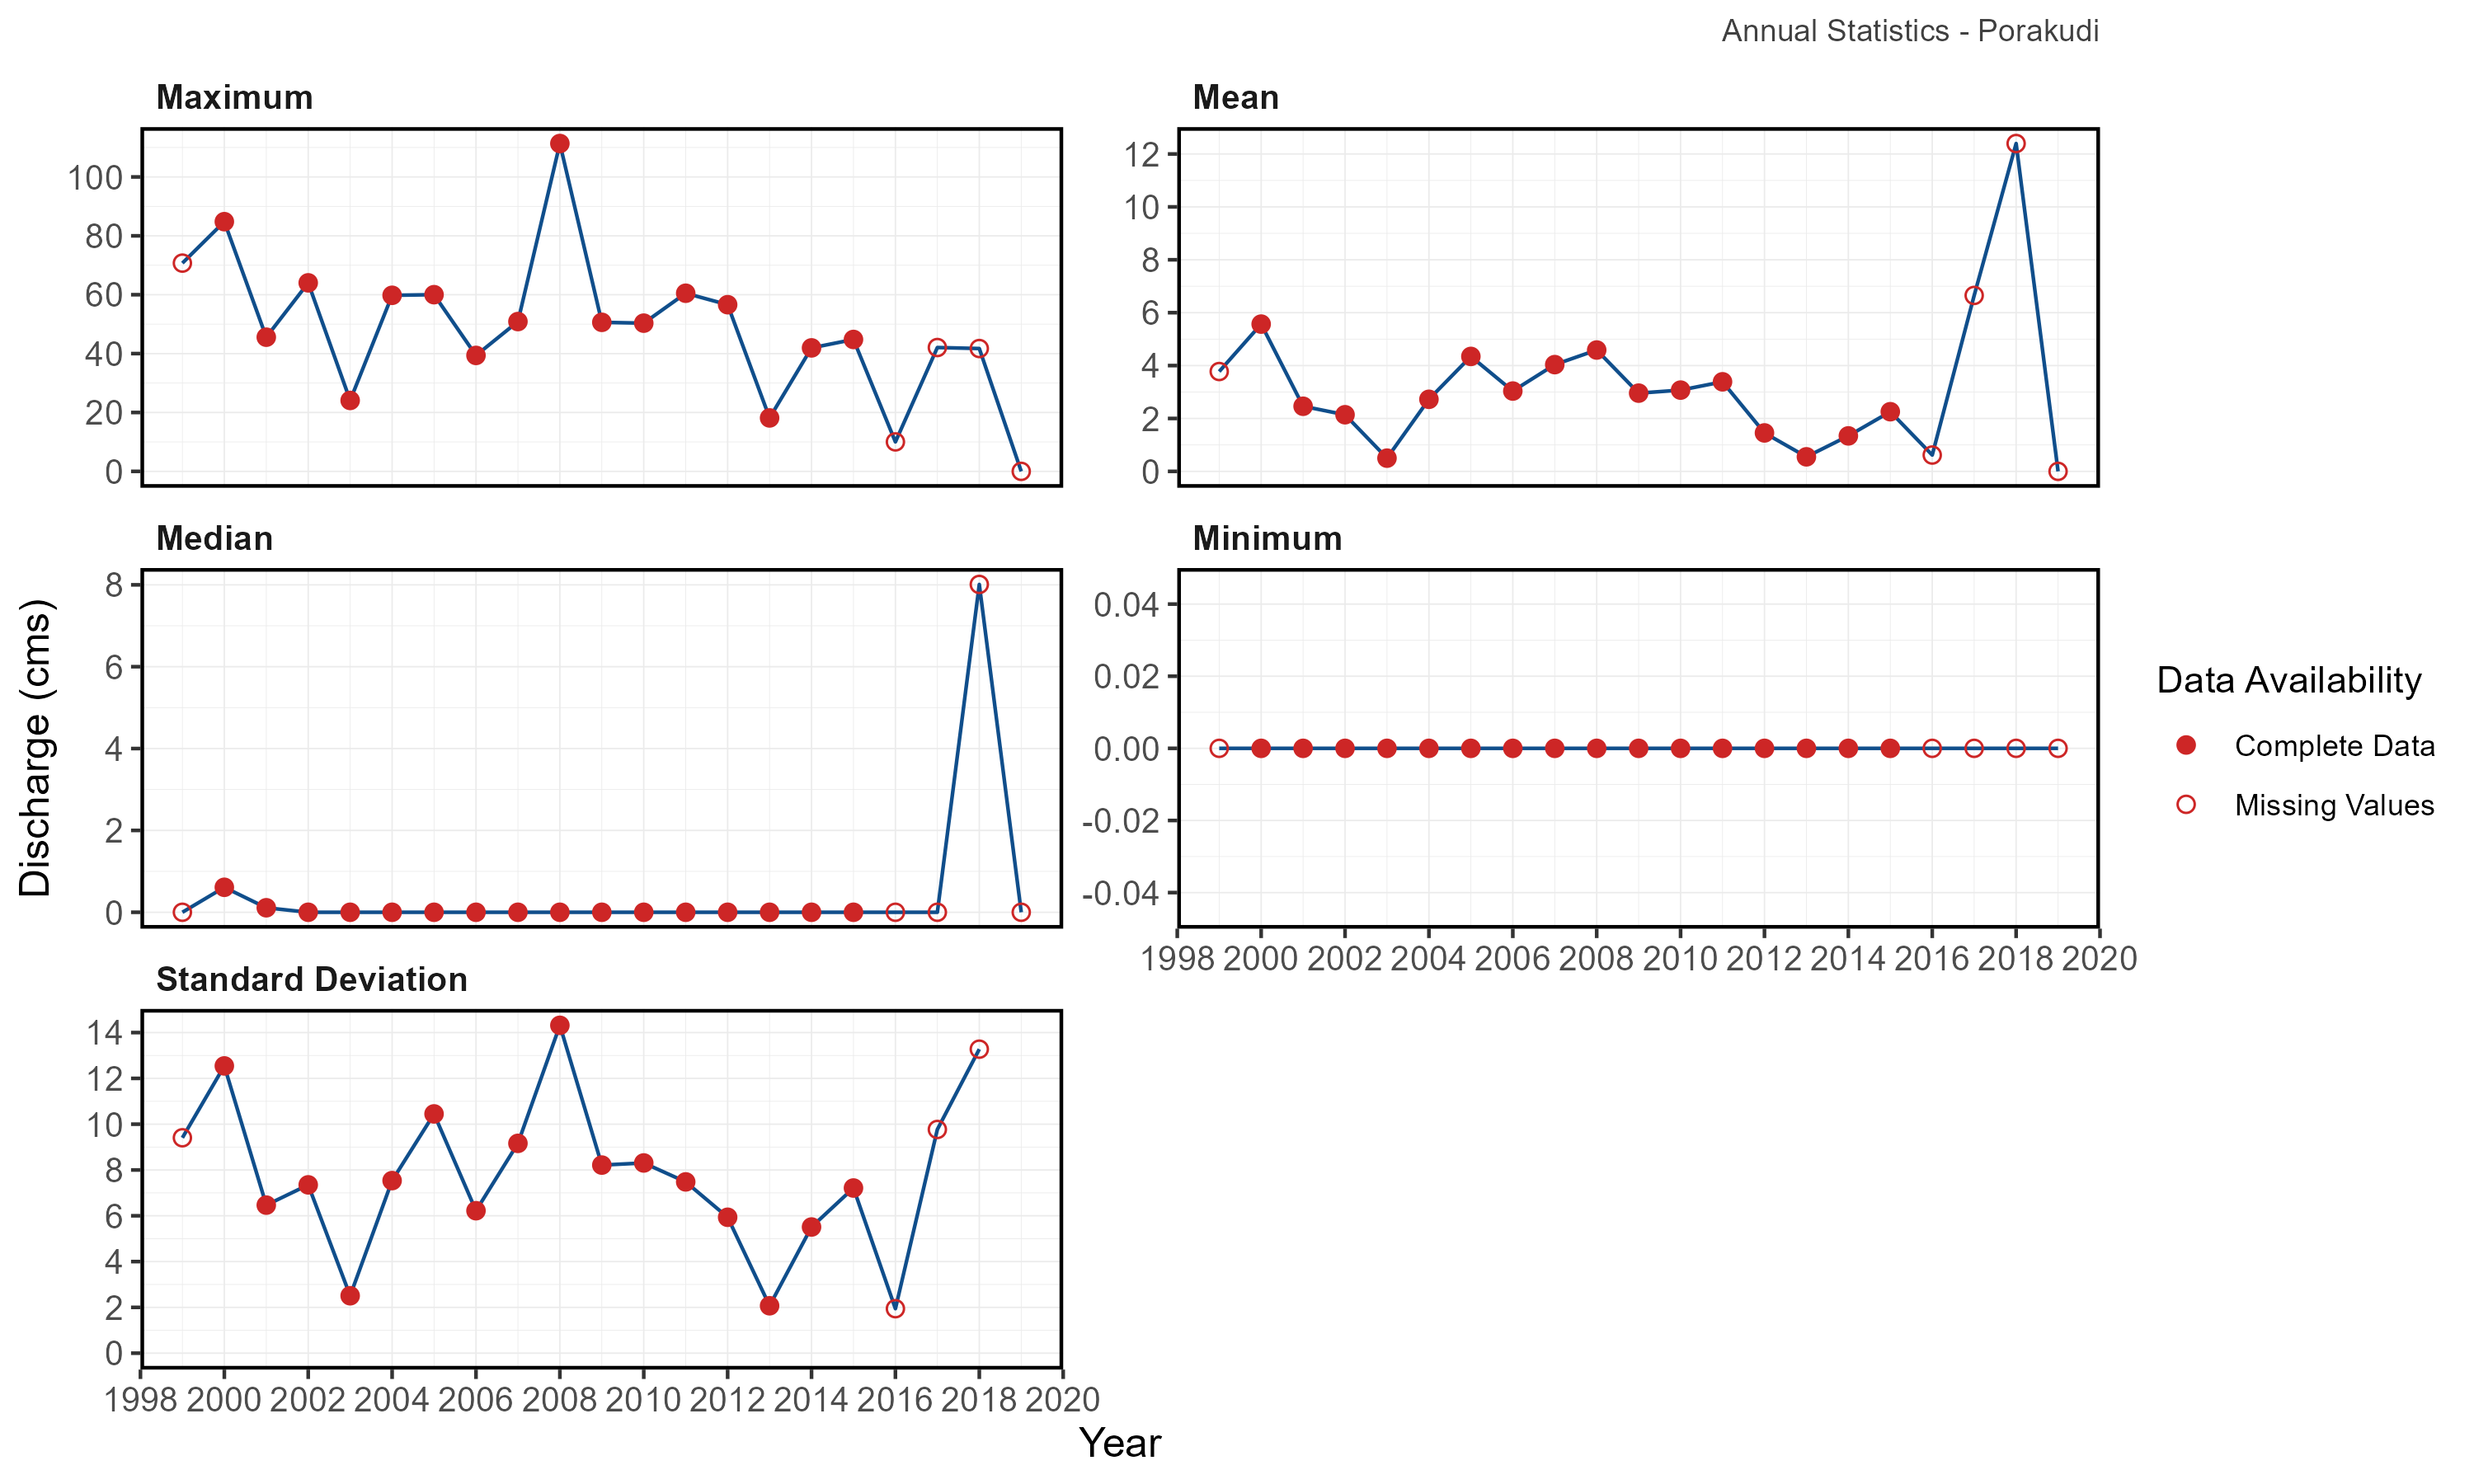 Annual Statistics - Porakudi
Maximum
100
80
60
40
20
0
Mean
12
10
8
6
4
2
0
Discharge (cms)
Median
8
6
4
2
0
Minimum
0.04
0.02
0.00
-0.02
-0.04
1998 2000 2002 2004 2006 2008 2010 2012 2014 2016 2018 2020
Standard Deviation
14
12
10
8
6
4
2
0
1998 2000 2002 2004 2006 2008 2010 2012 2014 2016 2018 2020
Year
Data Availability
Complete Data
Missing Values